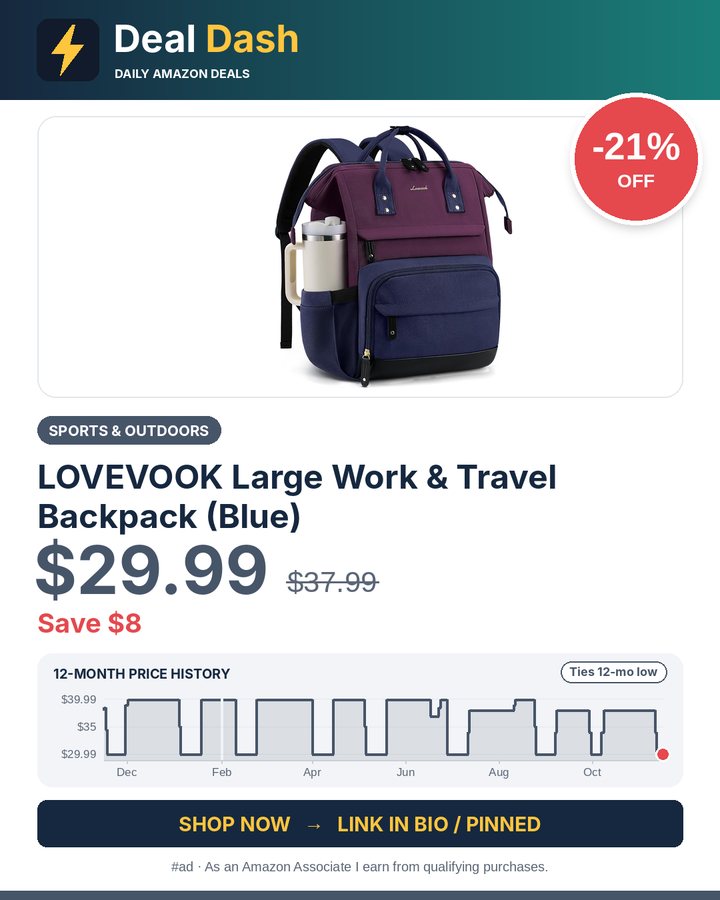 Deal Dash
DAILY AMAZON DEALS
-21%
OFF
Lovevook
SPORTS & OUTDOORS
LOVEVOOK Large Work & Travel
Backpack (Blue)
$29.99 $37.99
Save $8
12-MONTH PRICE HISTORY
Ties 12-mo low
$39.99
$35
$29.99
Dec Feb Apr Jun Aug Oct
SHOP NOW → LINK IN BIO / PINNED
#ad · As an Amazon Associate I earn from qualifying purchases.